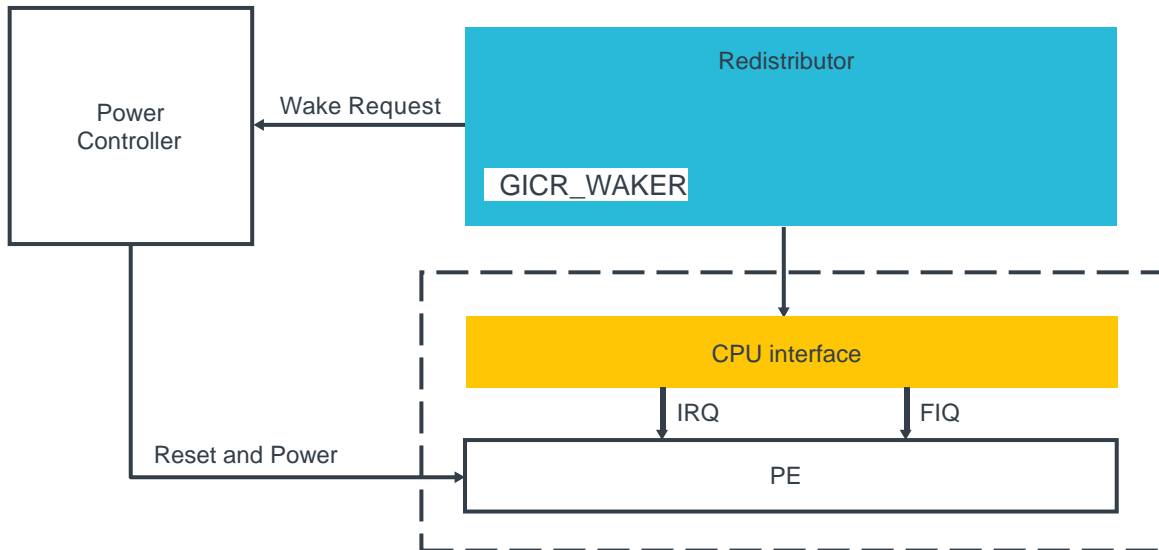 Redistributor
Power
Controller
Wake Request
GICR_WAKER
CPU interface
IRQ
FIQ
Reset and Power
PE